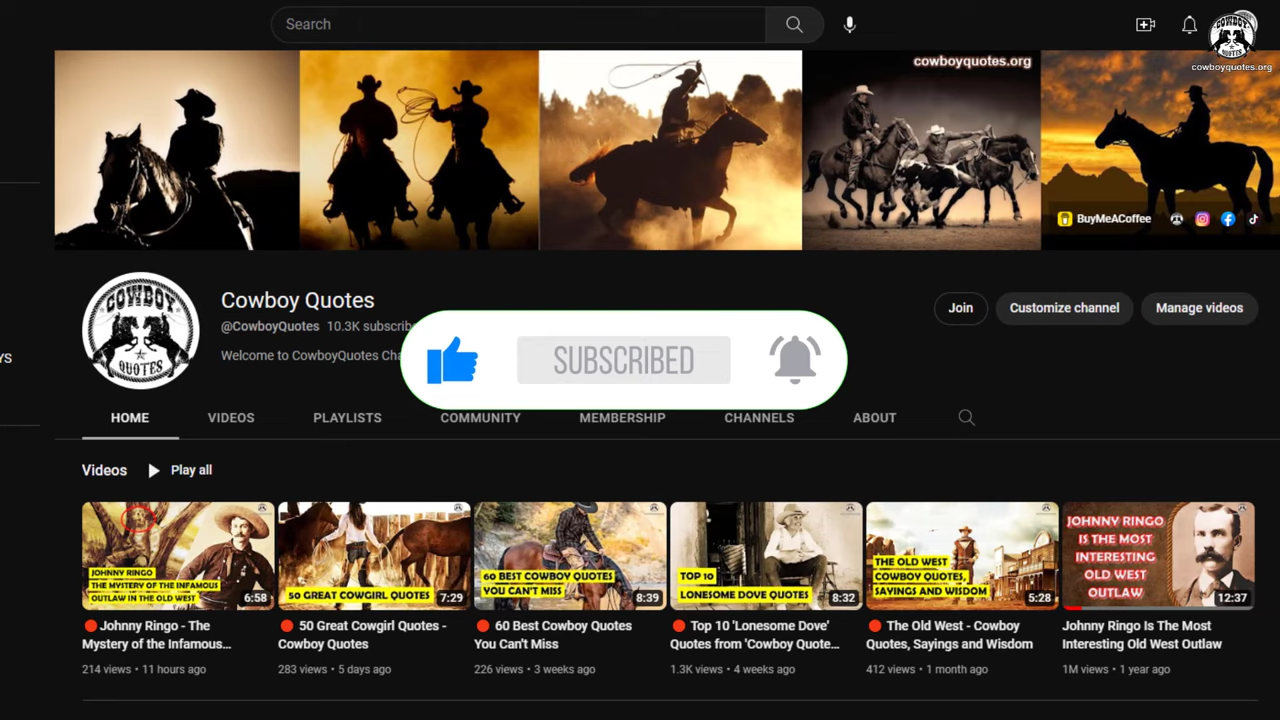 Search
COWBOY
QUOTES
cowboyquotes.org
cowboyquotes.org
BuyMeACoffee
COWBOY
QUOTES
Cowboy Quotes
@CowboyQuotes 10.3K subscrib
Welcome to CowboyQuotes Cha
Join
Customize channel
Manage videos
YS
SUBSCRIBED
HOME
VIDEOS
PLAYLISTS
COMMUNITY
MEMBERSHIP
CHANNELS
ABOUT
Videos
Play all
JOHNNY RINGO
THE MYSTERY OF THE INFAMOUS
OUTLAW IN THE OLD WEST
6:58
50 GREAT COWGIRL QUOTES
7:29
60 BEST COWBOY QUOTES
YOU CAN'T MISS
8:39
TOP 10
LONESOME DOVE QUOTES
8:32
THE OLD WEST
COWBOY QUOTES,
SAYINGS AND WISDOM
5:28
JOHNNY RINGO
IS THE MOST
INTERESTING
OLD WEST
OUTLAW
12:37
Johnny Ringo - The
Mystery of the Infamous...
214 views • 11 hours ago
50 Great Cowgirl Quotes -
Cowboy Quotes
283 views • 5 days ago
60 Best Cowboy Quotes
You Can't Miss
226 views • 3 weeks ago
Top 10 'Lonesome Dove'
Quotes from 'Cowboy Quote...
1.3K views • 4 weeks ago
The Old West - Cowboy
Quotes, Sayings and Wisdom
412 views • 1 month ago
Johnny Ringo Is The Most
Interesting Old West Outlaw
1M views • 1 year ago